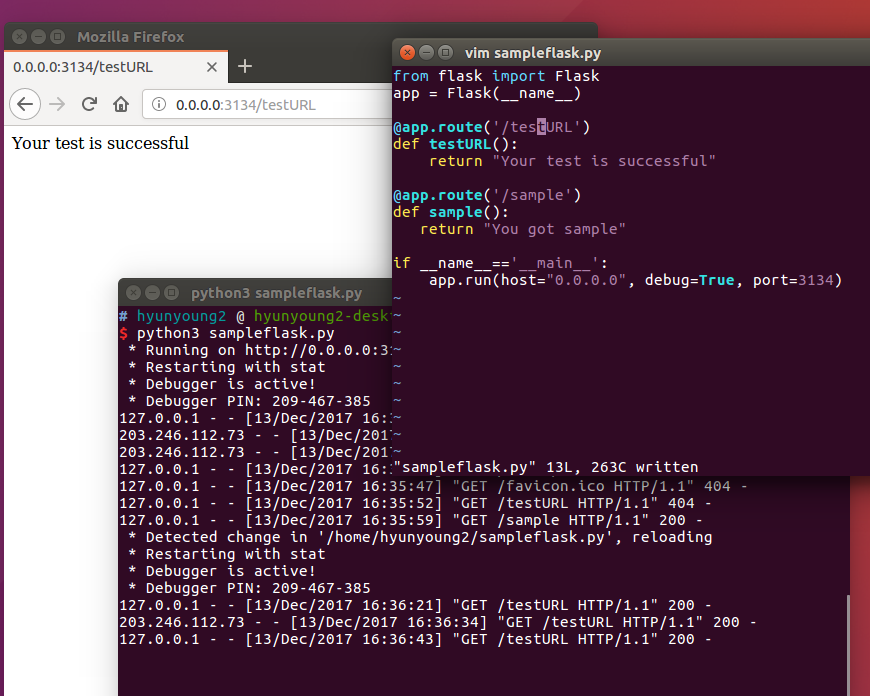 Mozilla Firefox
0.0.0.0:3134/testURL
0.0.0.0:3134/testURL
Your test is successful
vim sampleflask.py
from flask import Flask
app = Flask(__name__)
@app.route('/testURL')
def testURL():
    return "Your test is successful"
@app.route('/sample')
def sample():
   return "You got sample"
if __name__=='__main__':
    app.run(host="0.0.0.0", debug=True, port=3134)
~
~
~
~
~
~
~
~
~
~
"sampleflask.py" 13L, 263C written
python3 sampleflask.py
# hyunyoung2 @ hyunyoung2-desk
$ python3 sampleflask.py
 * Running on http://0.0.0.0:3
 * Restarting with stat
 * Debugger is active!
 * Debugger PIN: 209-467-385
127.0.0.1 - - [13/Dec/2017 16:
203.246.112.73 - - [13/Dec/201
203.246.112.73 - - [13/Dec/201
127.0.0.1 - - [13/Dec/2017 16:
127.0.0.1 - - [13/Dec/2017 16:35:47] "GET /favicon.ico HTTP/1.1" 404 -
127.0.0.1 - - [13/Dec/2017 16:35:52] "GET /testURL HTTP/1.1" 404 -
127.0.0.1 - - [13/Dec/2017 16:35:59] "GET /sample HTTP/1.1" 200 -
 * Detected change in '/home/hyunyoung2/sampleflask.py', reloading
 * Restarting with stat
 * Debugger is active!
 * Debugger PIN: 209-467-385
127.0.0.1 - - [13/Dec/2017 16:36:21] "GET /testURL HTTP/1.1" 200 -
203.246.112.73 - - [13/Dec/2017 16:36:34] "GET /testURL HTTP/1.1" 200 -
127.0.0.1 - - [13/Dec/2017 16:36:43] "GET /testURL HTTP/1.1" 200 -